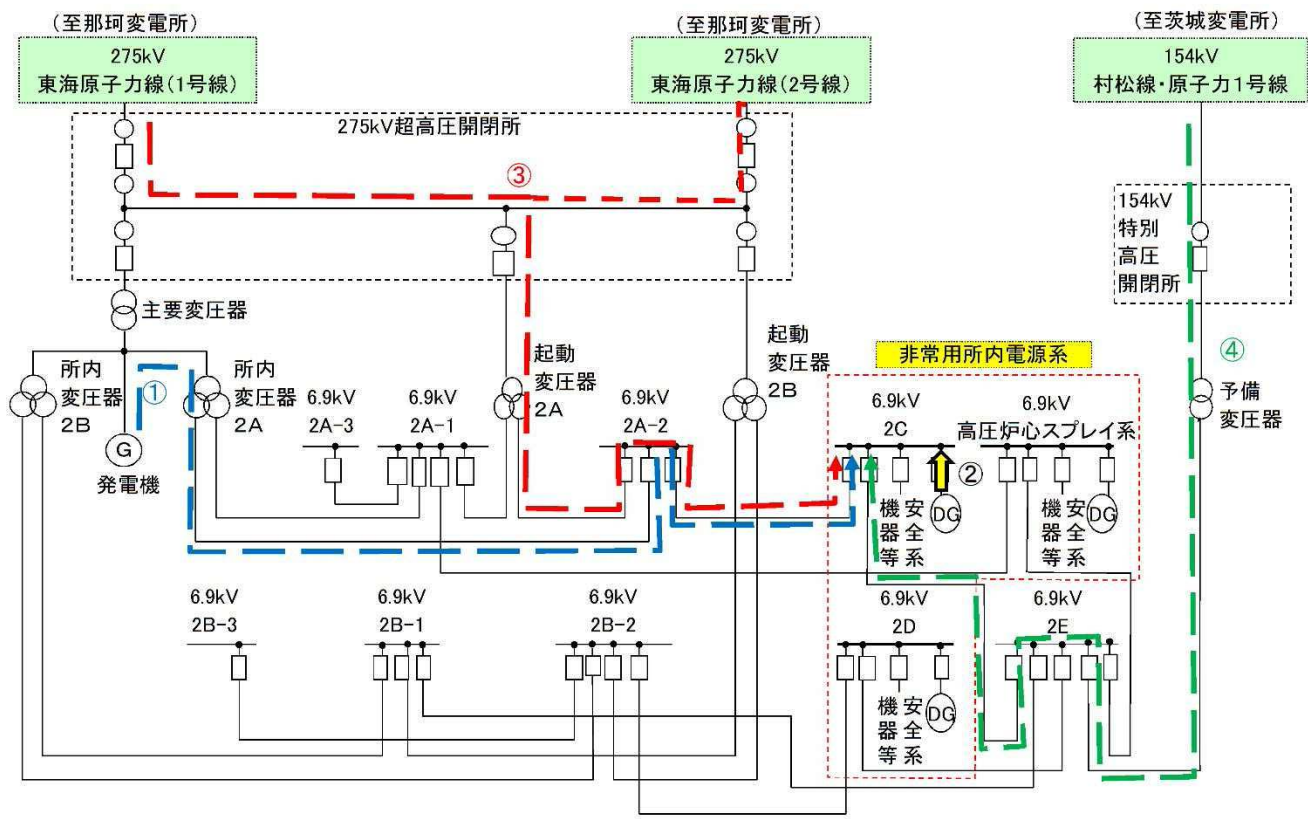 (至那珂変電所)
275kV
東海原子力線(1号線)
(至那珂変電所)
275kV
東海原子力線(2号線)
(至茨城変電所)
154kV
村松線・原子力1号線
275kV超高圧開閉所
③
154kV
特別
高圧
開閉所
主要変圧器
所内
変圧器
2B
①
所内
変圧器
2A
G
発電機
起動
変圧器
2A
起動
変圧器
2B
非常用所内電源系
④
予備
変圧器
6.9kV
2A-3
6.9kV
2A-1
6.9kV
2A-2
6.9kV
2C
6.9kV
高圧炉心スプレイ系
②
安全系
機器等
DG
安全系
機器等
DG
6.9kV
2B-3
6.9kV
2B-1
6.9kV
2B-2
6.9kV
2D
6.9kV
2E
安全系
機器等
DG